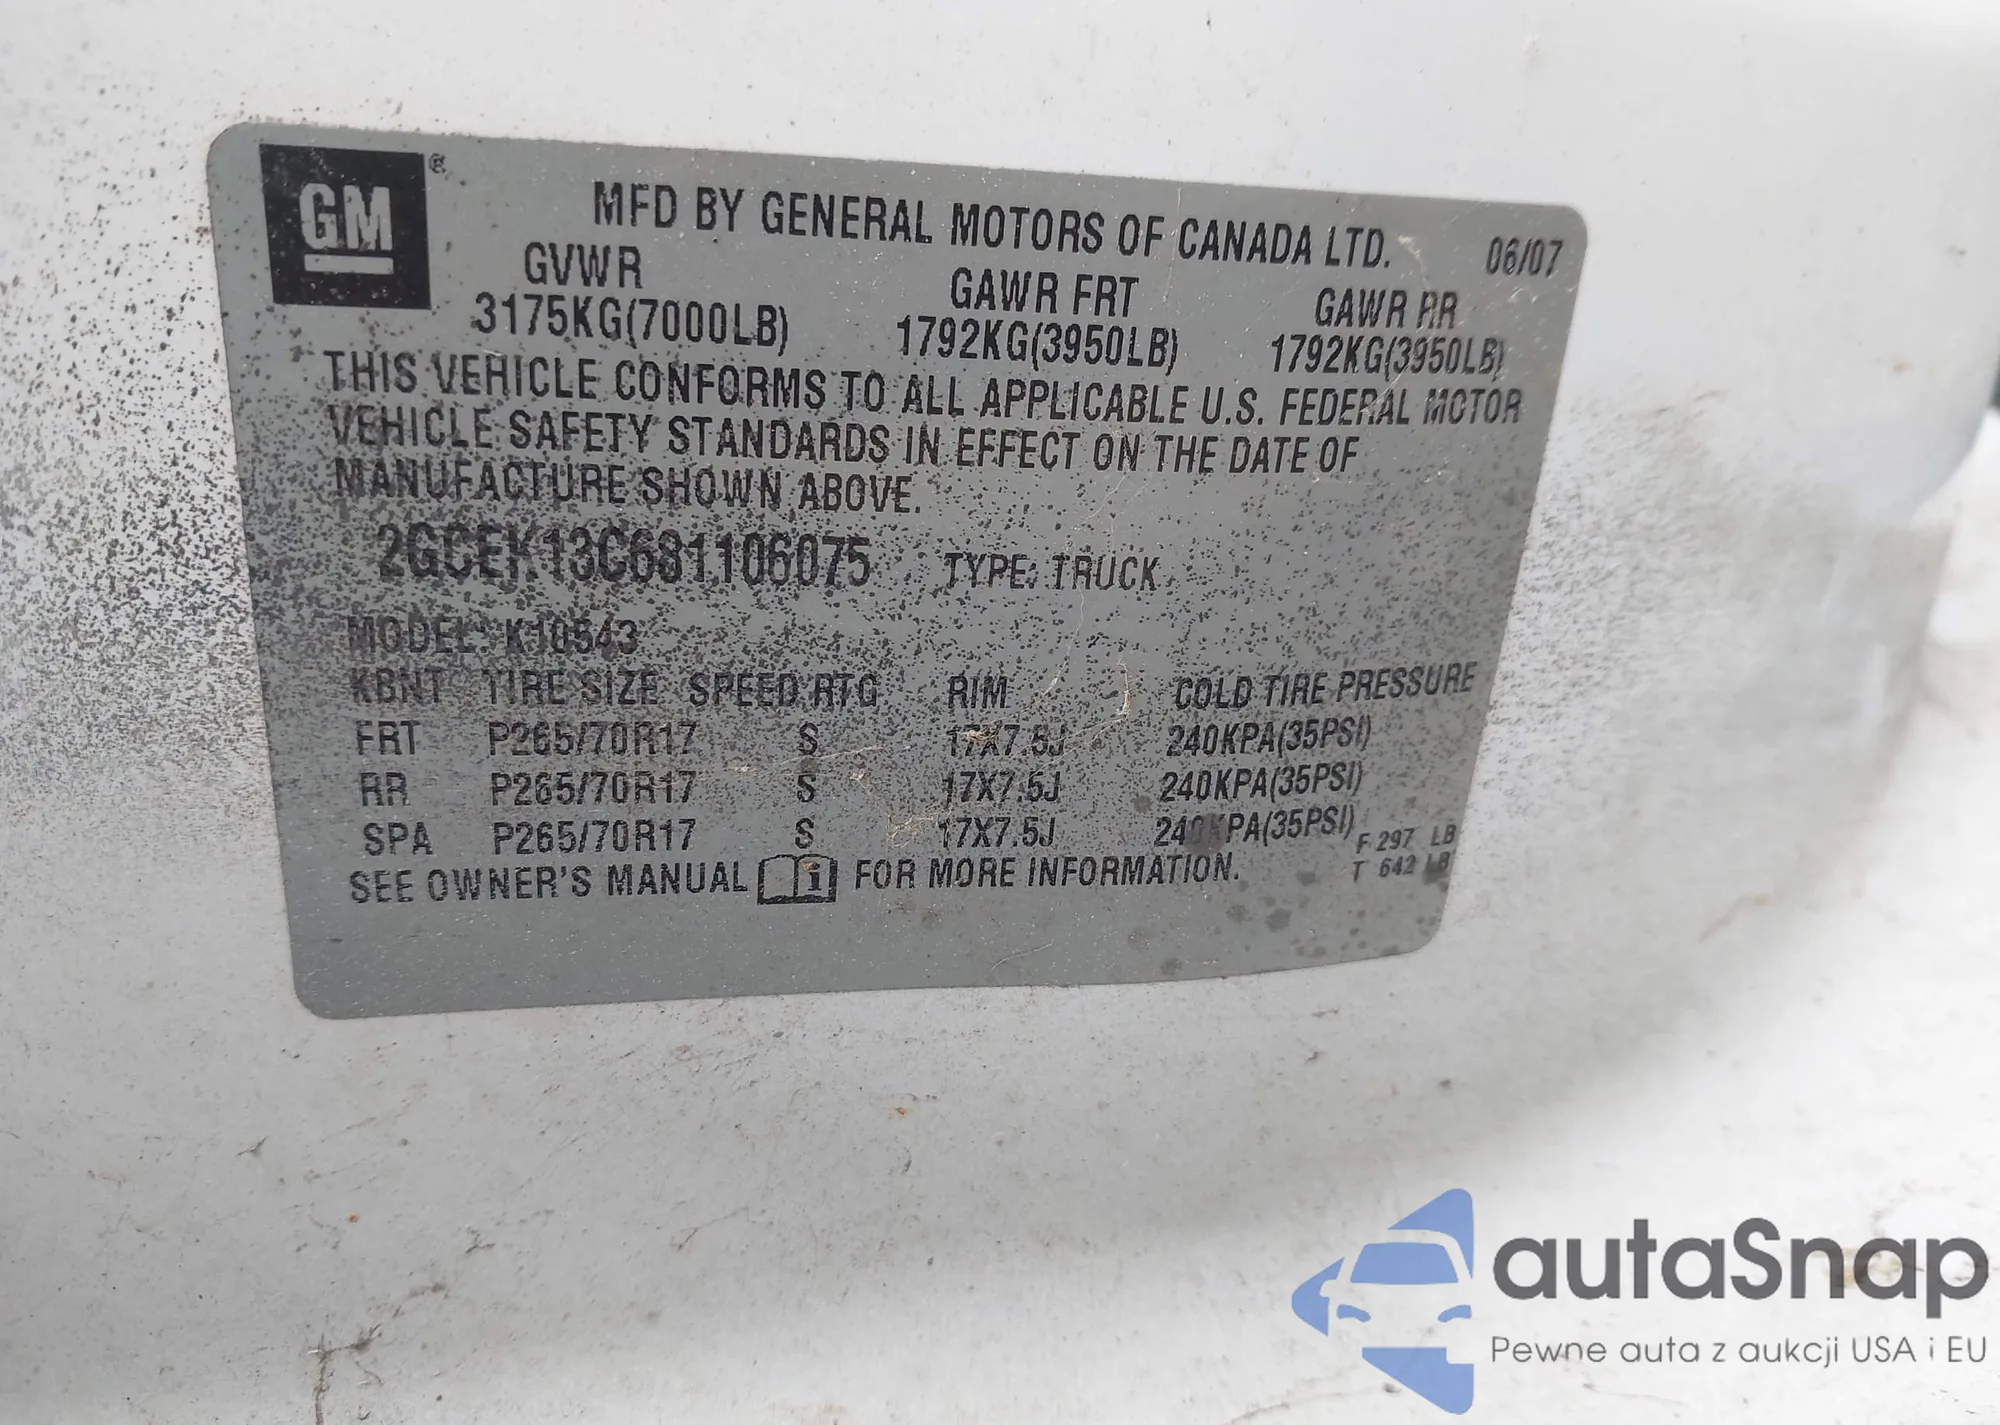 GM ®
MFD BY GENERAL MOTORS OF CANADA LTD.
06/07
GVWR GAWR FRT GAWR RR
3175KG(7000LB) 1792KG(3950LB) 1792KG(3950LB)
THIS VEHICLE CONFORMS TO ALL APPLICABLE U.S. FEDERAL MOTOR
VEHICLE SAFETY STANDARDS IN EFFECT ON THE DATE OF
MANUFACTURE SHOWN ABOVE.
2GCEK13C681106075 TYPE: TRUCK
MODEL: K10543
KBNT TIRE SIZE SPEED RTG RIM COLD TIRE PRESSURE
FRT P265/70R17 S 17X7.5J 240KPA(35PSI)
RR P265/70R17 S 17X7.5J 240KPA(35PSI)
SPA P265/70R17 S 17X7.5J 240KPA(35PSI)
F 297 LB
T 642 LB
SEE OWNER'S MANUAL i FOR MORE INFORMATION.
autaSnap
Pewne auta z aukcji USA i EU